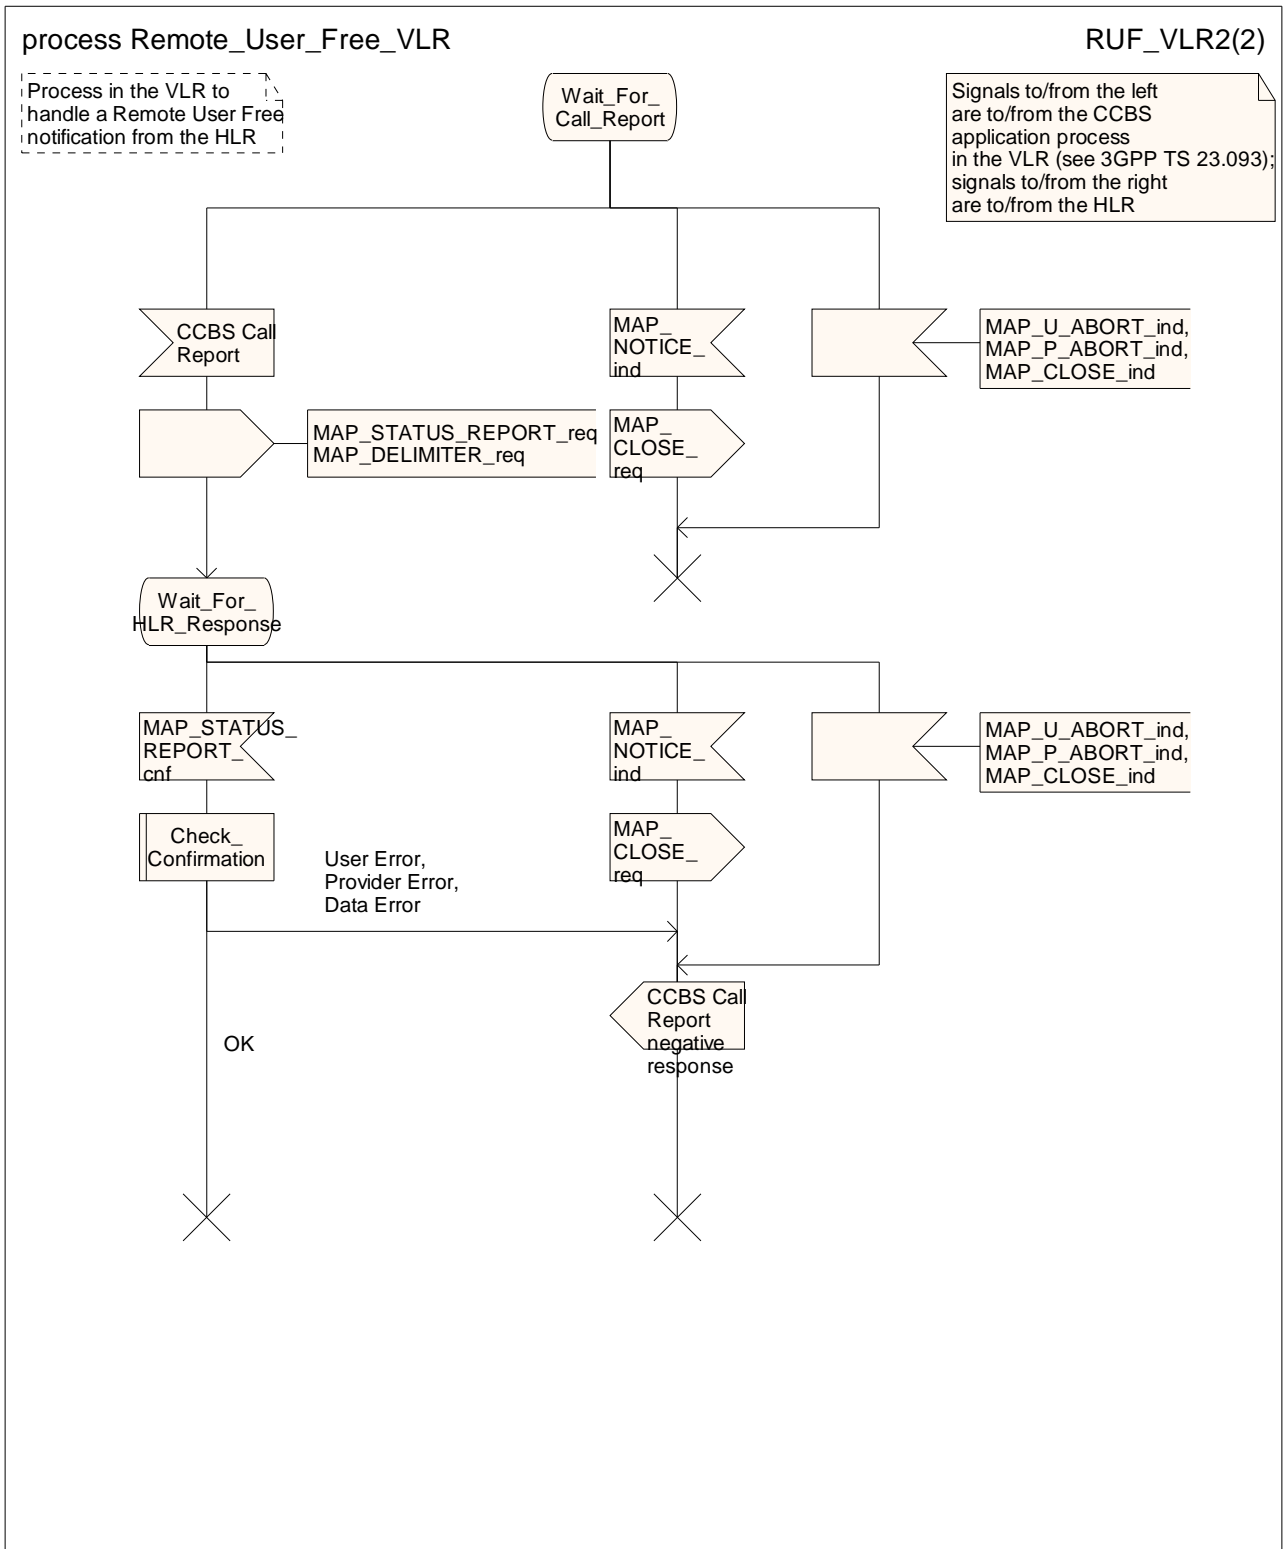 process Remote_User_Free_VLR
RUF_VLR2(2)
Process in the VLR to
handle a Remote User Free
notification from the HLR
Wait_For_
Call_Report
Signals to/from the left
are to/from the CCBS
application process
in the VLR (see 3GPP TS 23.093);
signals to/from the right
are to/from the HLR
CCBS Call
Report
MAP_
NOTICE_
ind
MAP_U_ABORT_ind,
MAP_P_ABORT_ind,
MAP_CLOSE_ind
MAP_STATUS_REPORT_req
MAP_DELIMITER_req
MAP_
CLOSE_
req
Wait_For_
HLR_Response
MAP_STATUS_
REPORT_
cnf
MAP_
NOTICE_
ind
MAP_U_ABORT_ind,
MAP_P_ABORT_ind,
MAP_CLOSE_ind
Check_
Confirmation
User Error,
Provider Error,
Data Error
MAP_
CLOSE_
req
CCBS Call
Report
negative
response
OK